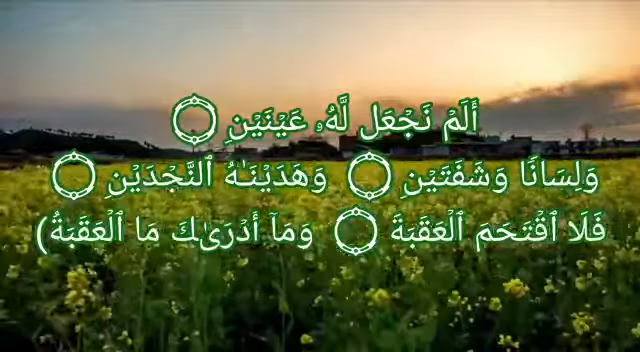 أَلَمْ نَجْعَل لَّهُۥ عَيْنَيْنِ ۝
وَلِسَانًا وَشَفَتَيْنِ ۝ وَهَدَيْنَـٰهُ ٱلنَّجْدَيْنِ ۝
فَلَا ٱقْتَحَمَ ٱلْعَقَبَةَ ۝ وَمَآ أَدْرَىٰكَ مَا ٱلْعَقَبَةُ)